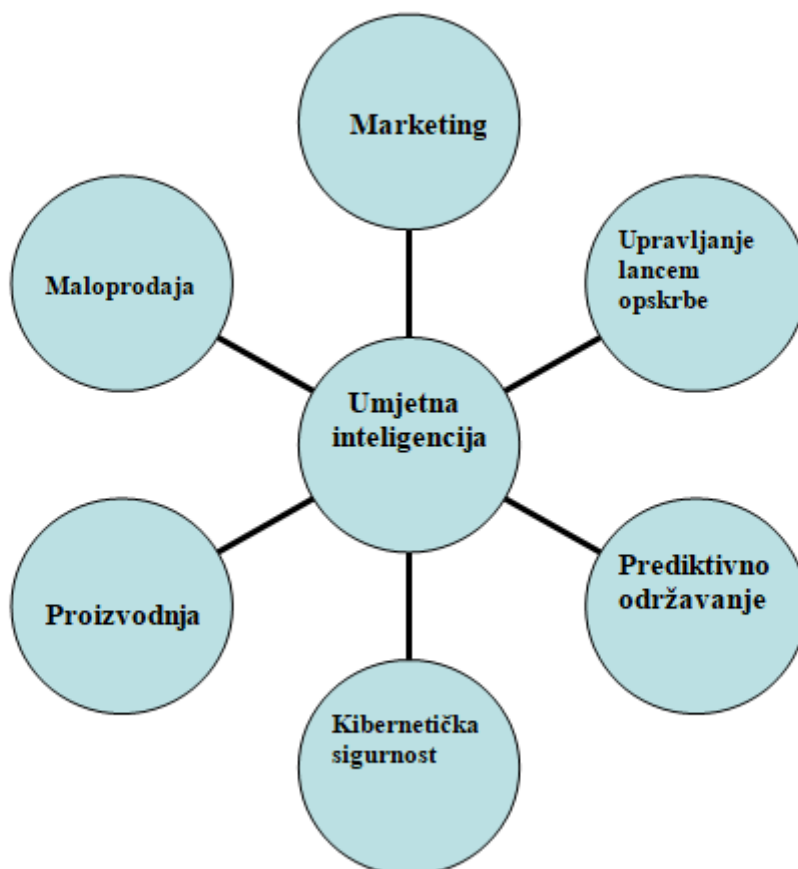 Marketing
Upravljanje
lancem
opskrbe
Maloprodaja
Umjetna
inteligencija
Prediktivno
održavanje
Proizvodnja
Kibernetička
sigurnost